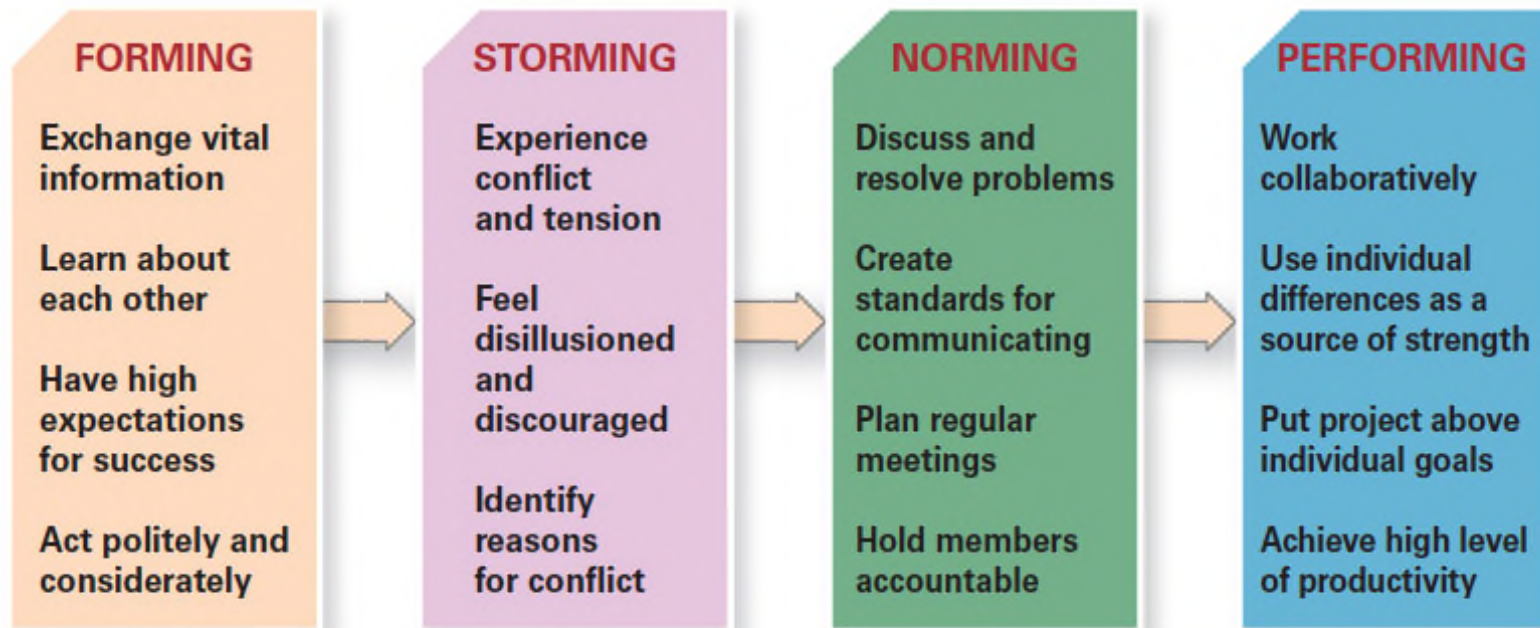 FORMING
Exchange vital
information
Learn about
each other
Have high
expectations
for success
Act politely and
considerately
STORMING
Experience
conflict
and tension
Feel
disillusioned
and
discouraged
Identify
reasons
for conflict
NORMING
Discuss and
resolve problems
Create
standards for
communicating
Plan regular
meetings
Hold members
accountable
PERFORMING
Work
collaboratively
Use individual
differences as a
source of strength
Put project above
individual goals
Achieve high level
of productivity